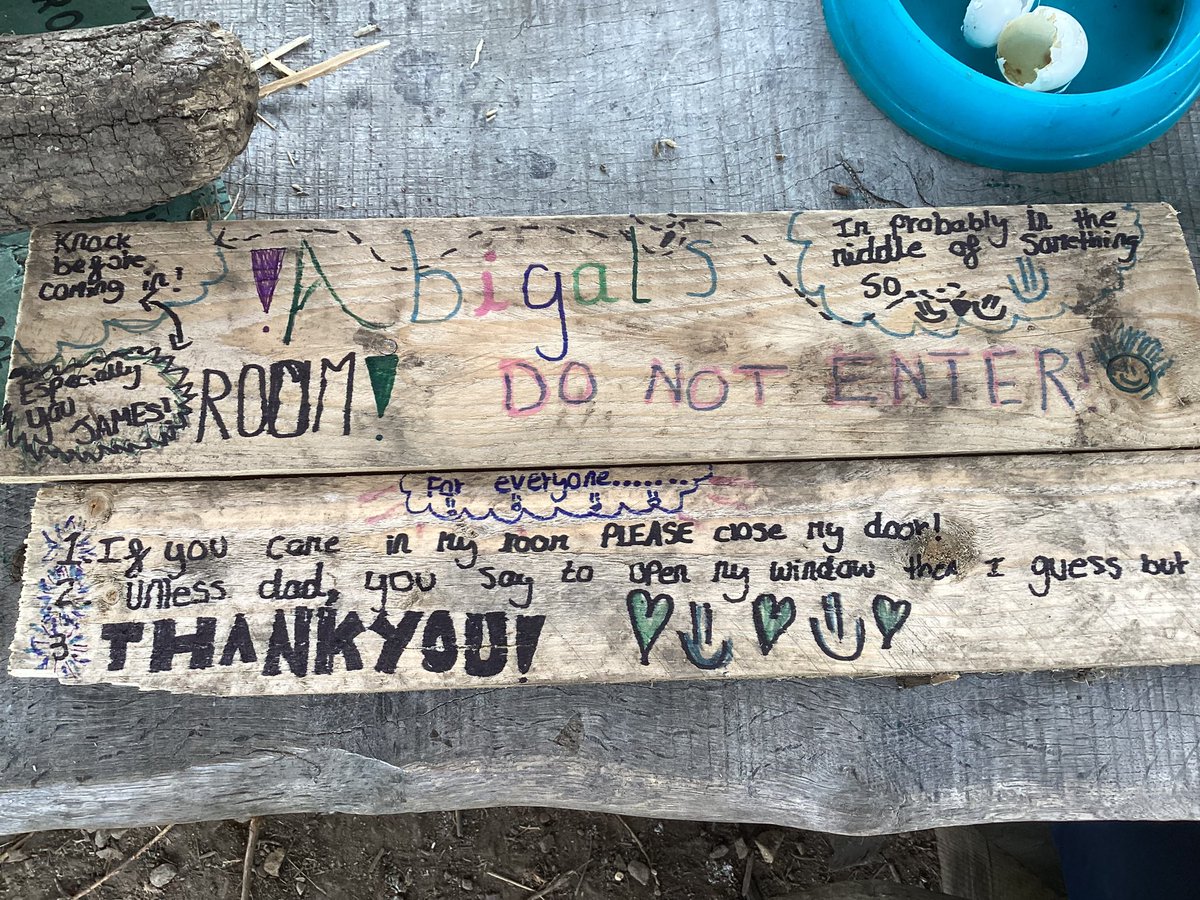 Knock
before
coming in!
!Abigals
In probably in the
middle of Something
so
Especially
you
JAMES!
ROOM!
DO NOT ENTER!
For everyone.......
1. If you come in my room PLEASE close my door!
2. Unless dad, you say to open my window then I guess but
3. THANKYOU!